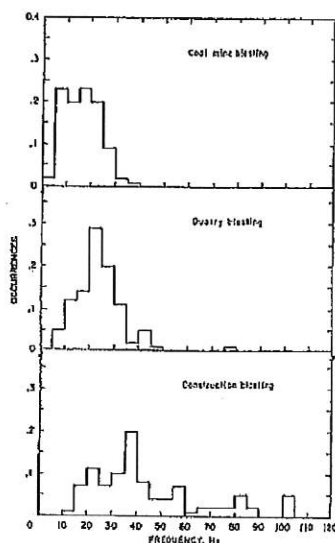 0.4
Coal mine blasting
.3
.2
.1
0
Quarry blasting
.3
.2
.1
0
OCCURRENCES
Construction blasting
.3
.2
.1
0 10 20 30 40 50 60 70 80 90 100 110 120
FREQUENCY, Hz